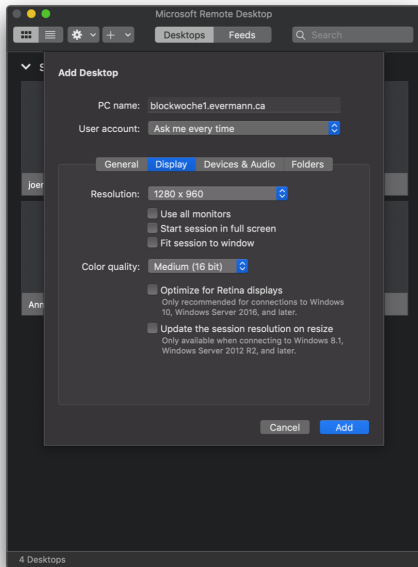 Microsoft Remote Desktop
Desktops
Feeds
Search
S
Add Desktop
PC name:
blockwoche1.evermann.ca
User account:
Ask me every time
General
Display
Devices & Audio
Folders
joer
Resolution:
1280 x 960
Use all monitors
Start session in full screen
Fit session to window
Color quality:
Medium (16 bit)
Optimize for Retina displays
Only recommended for connections to Windows
10, Windows Server 2016, and later.
Ann
Update the session resolution on resize
Only available when connecting to Windows 8.1,
Windows Server 2012 R2, and later.
Cancel
Add
4 Desktops